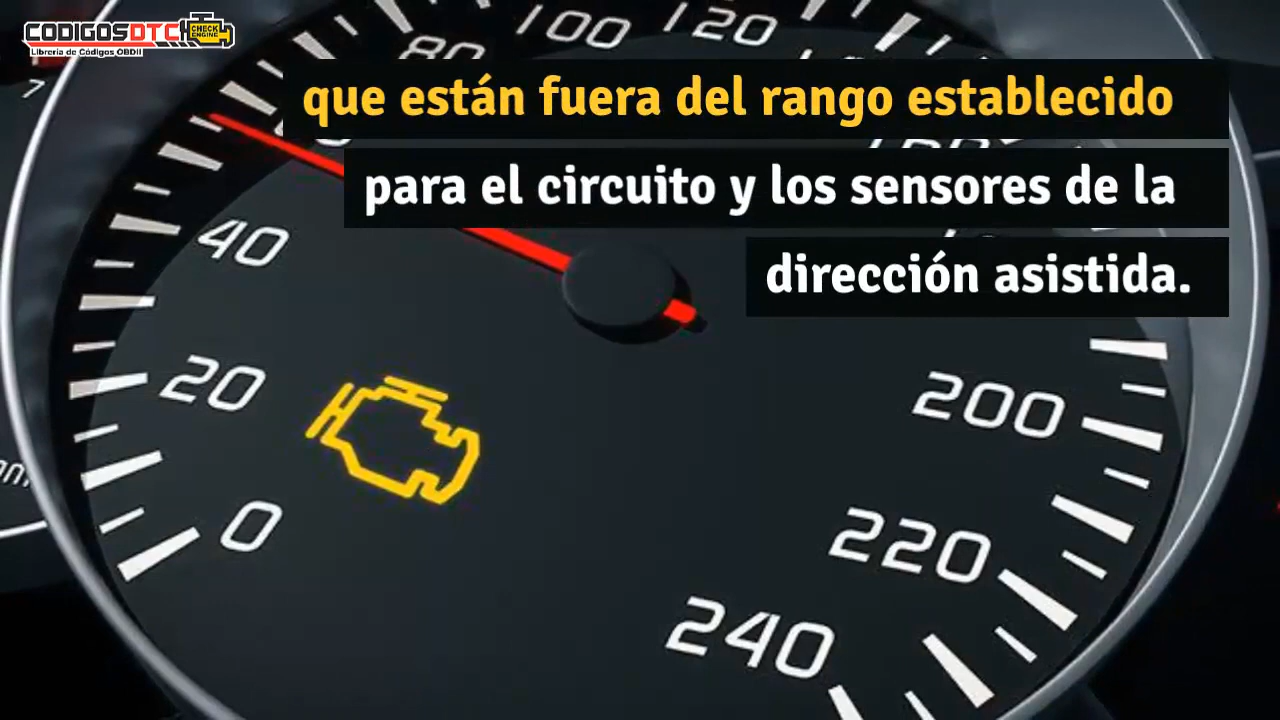 CODIGOSDTC
CHECK
ENGINE
Librería de Códigos OBDII
que están fuera del rango establecido
para el circuito y los sensores de la
dirección asistida.
7
80
100
120
40
20
0
200
220
240